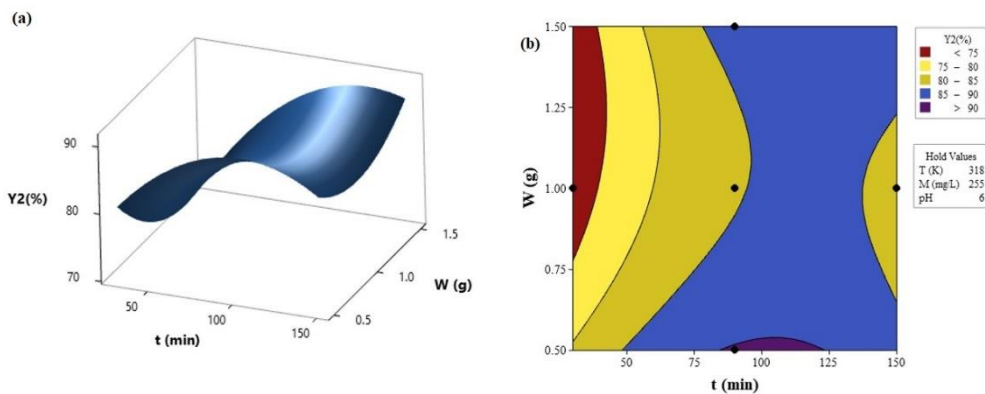 (a)
90
Y2(%)
80
70
50
100
150
t (min)
0.5
1.0
1.5
W (g)
(b)
1.50
1.25
1.00
0.75
0.50
W (g)
50
75
100
125
150
t (min)
Y2(%)
< 75
75 – 80
80 – 85
85 – 90
> 90
Hold Values
T (K) 318
M (mg/L) 255
pH 6